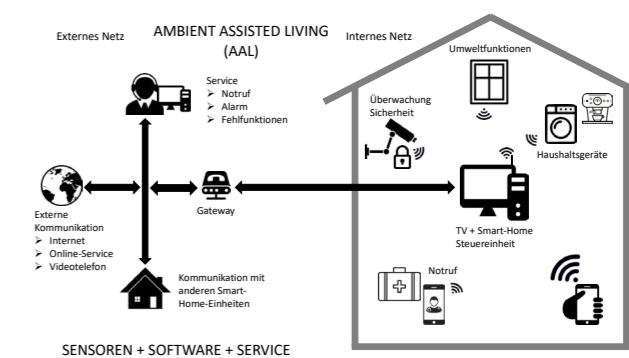 Externes Netz
AMBIENT ASSISTED LIVING
(AAL)
Internes Netz
Umweltfunktionen
Service
➢ Notruf
➢ Alarm
➢ Fehlfunktionen
Überwachung
Sicherheit
Haushaltsgeräte
Gateway
Externe
Kommunikation
➢ Internet
➢ Online-Service
➢ Videotelefon
TV + Smart-Home
Steuereinheit
Kommunikation mit
anderen Smart-
Home-Einheiten
Notruf
SENSOREN + SOFTWARE + SERVICE